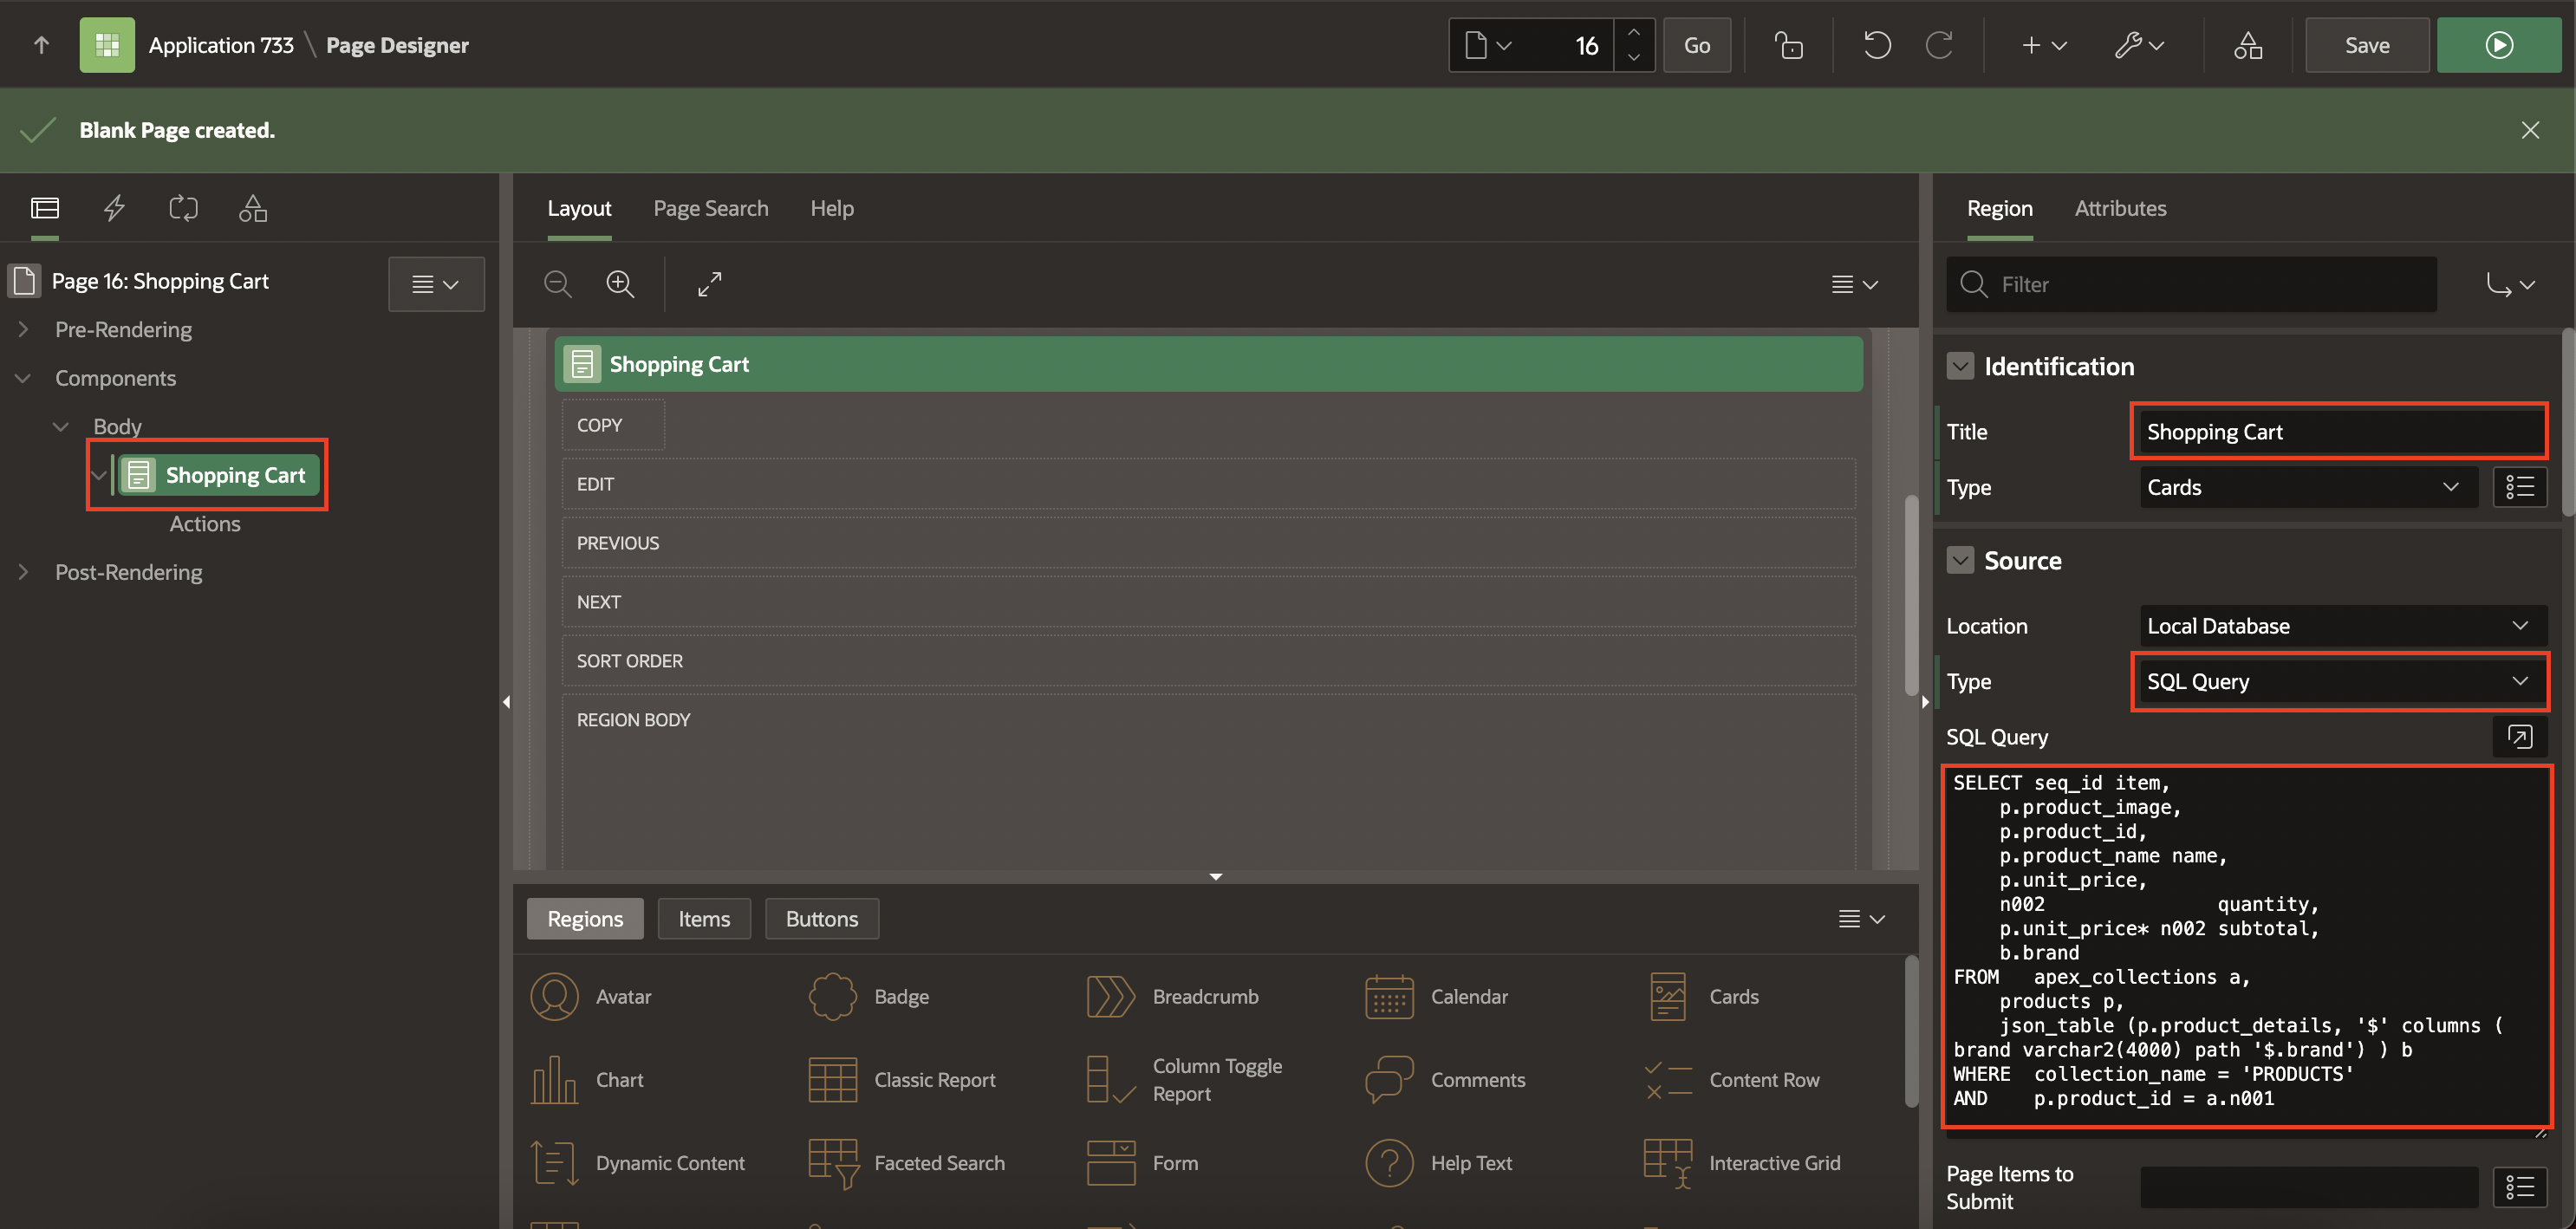 Application 733 \ Page Designer
16
Go
Save
Blank Page created.
Page 16: Shopping Cart
Pre-Rendering
Components
Body
Shopping Cart
Actions
Post-Rendering
Layout
Page Search
Help
Shopping Cart
COPY
EDIT
PREVIOUS
NEXT
SORT ORDER
REGION BODY
Regions
Items
Buttons
Avatar
Badge
Breadcrumb
Calendar
Cards
Chart
Classic Report
Column Toggle
Report
Comments
Content Row
Dynamic Content
Faceted Search
Form
Help Text
Interactive Grid
Region
Attributes
Filter
Identification
Title
Shopping Cart
Type
Cards
Source
Location
Local Database
Type
SQL Query
SQL Query
SELECT seq_id item,
    p.product_image,
    p.product_id,
    p.product_name name,
    p.unit_price,
    n002               quantity,
    p.unit_price* n002 subtotal,
    b.brand
FROM   apex_collections a,
    products p,
    json_table (p.product_details, '$' columns (
brand varchar2(4000) path '$.brand') ) b
WHERE  collection_name = 'PRODUCTS'
AND    p.product_id = a.n001
Page Items to
Submit